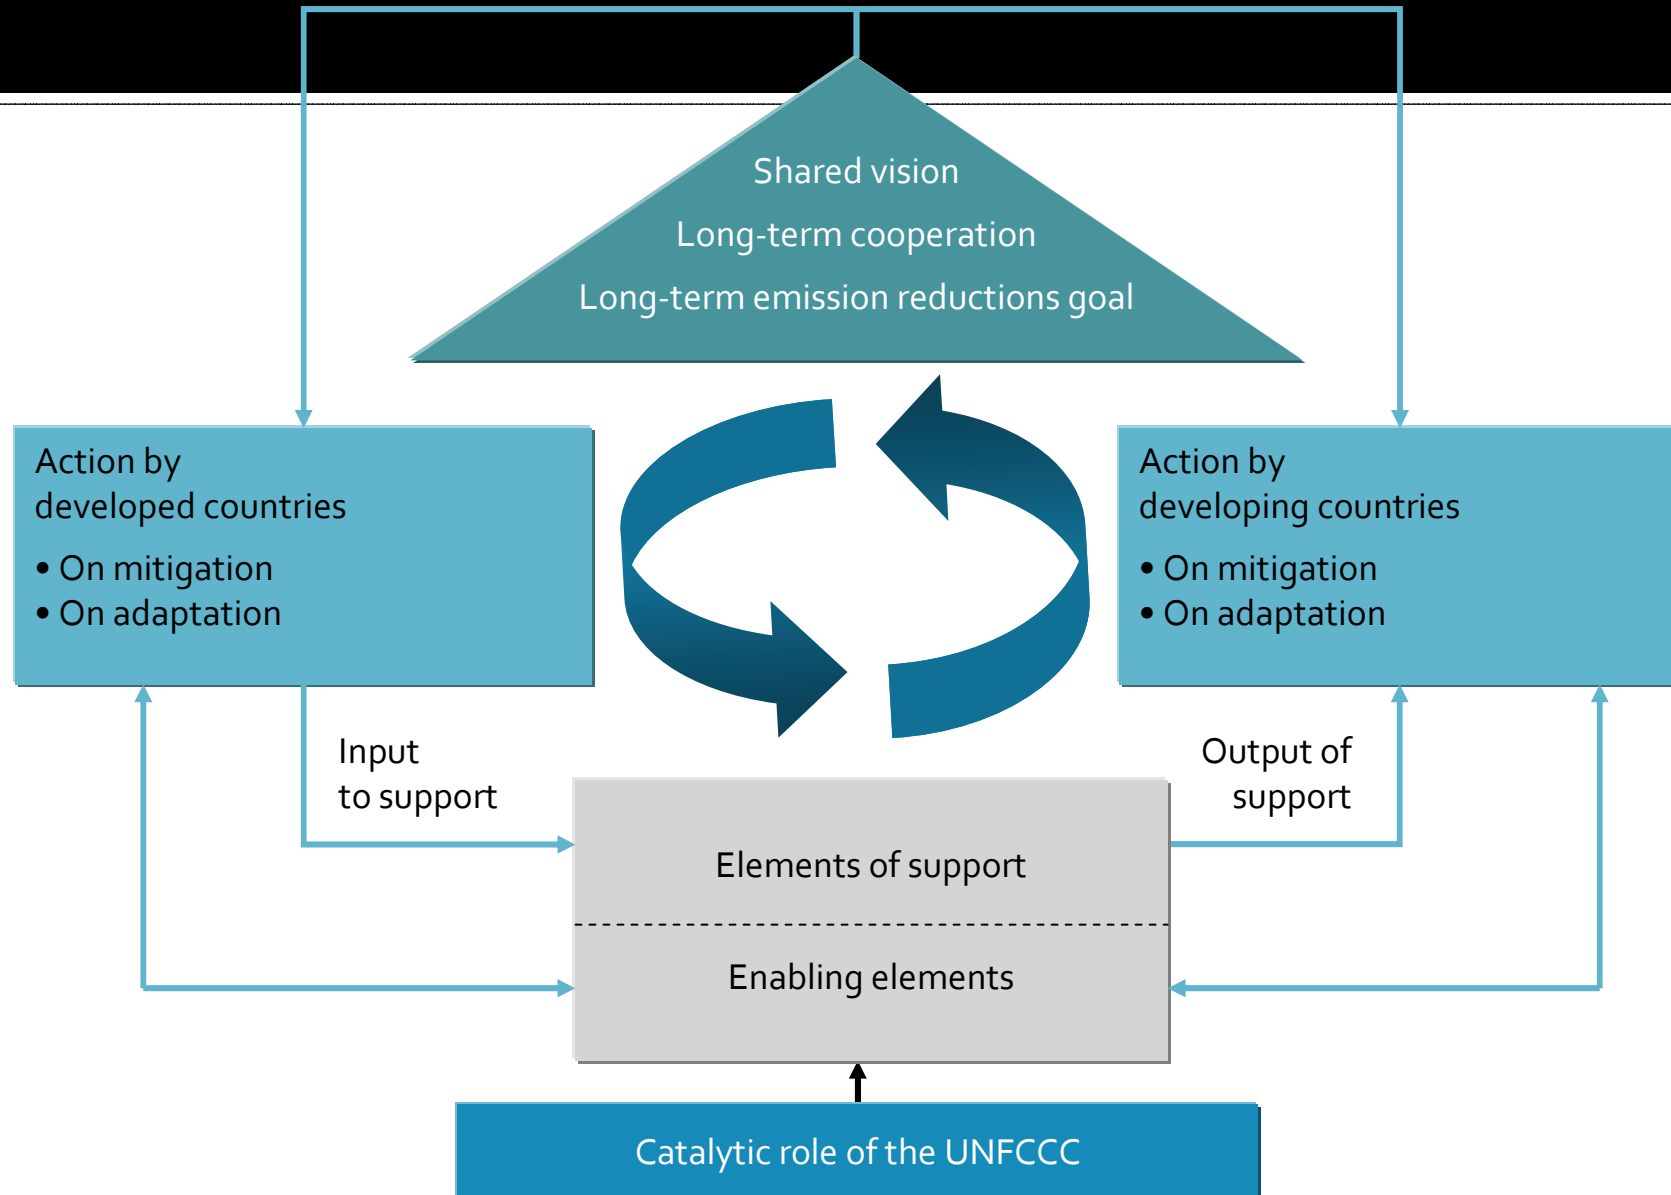 Shared vision
Long-term cooperation
Long-term emission reductions goal
Action by
developed countries
• On mitigation
• On adaptation
Action by
developing countries
• On mitigation
• On adaptation
Input
to support
Output of
support
Elements of support
Enabling elements
Catalytic role of the UNFCCC